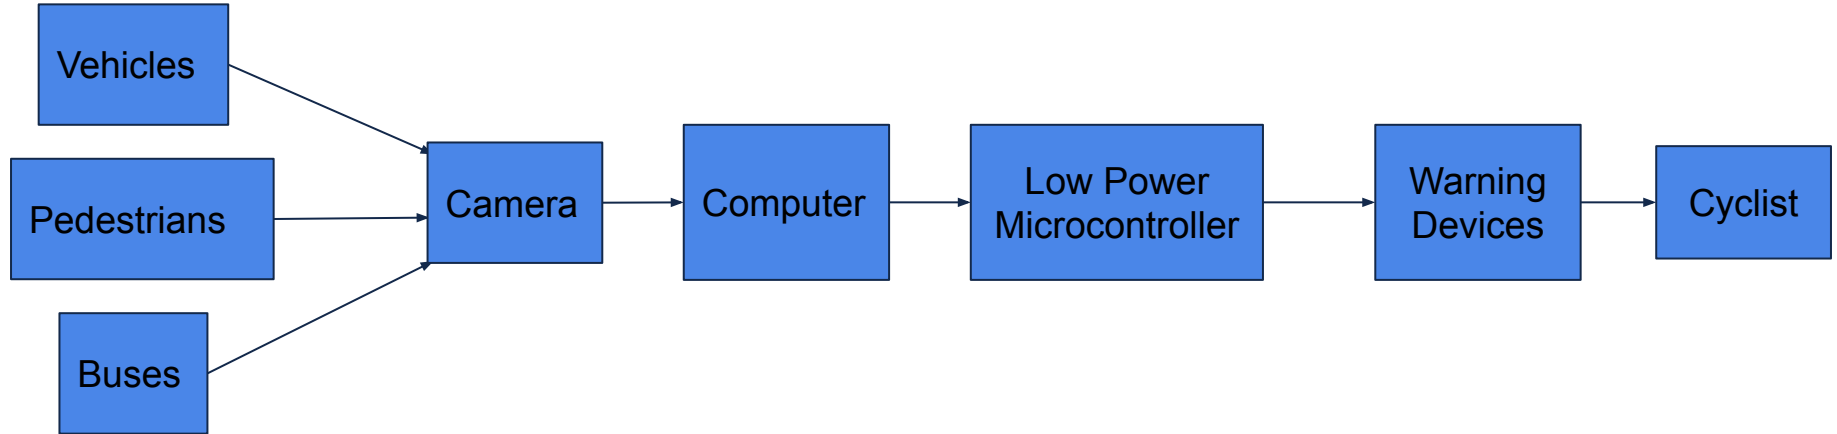 Vehicles
Pedestrians
Buses
Camera
Computer
Low Power
Microcontroller
Warning
Devices
Cyclist